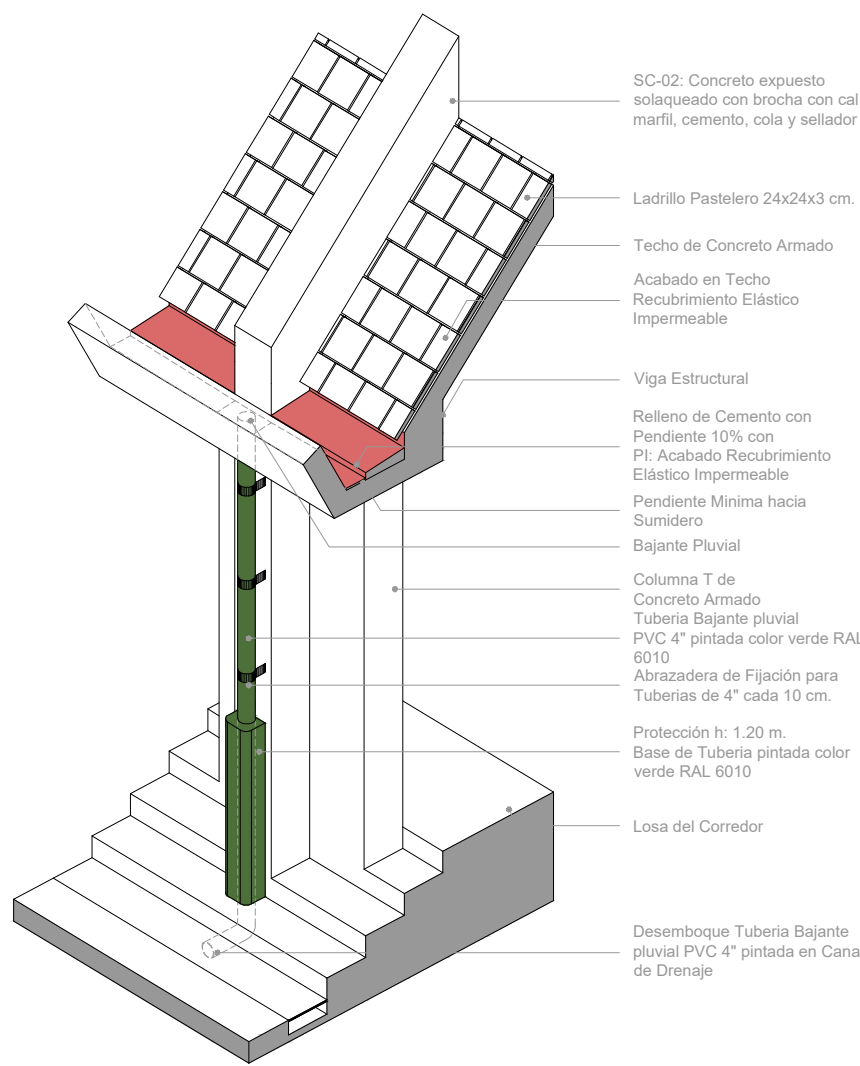 SC-02: Concreto expuesto
solaqueado con brocha con cal
marfil, cemento, cola y sellador
Ladrillo Pastelero 24x24x3 cm.
Techo de Concreto Armado
Acabado en Techo
Recubrimiento Elástico
Impermeable
Viga Estructural
Relleno de Cemento con
Pendiente 10% con
PI: Acabado Recubrimiento
Elástico Impermeable
Pendiente Minima hacia
Sumidero
Bajante Pluvial
Columna T de
Concreto Armado
Tuberia Bajante pluvial
PVC 4" pintada color verde RAL
6010
Abrazadera de Fijación para
Tuberias de 4" cada 10 cm.
Protección h: 1.20 m.
Base de Tuberia pintada color
verde RAL 6010
Losa del Corredor
Desemboque Tuberia Bajante
pluvial PVC 4" pintada en Cana
de Drenaje